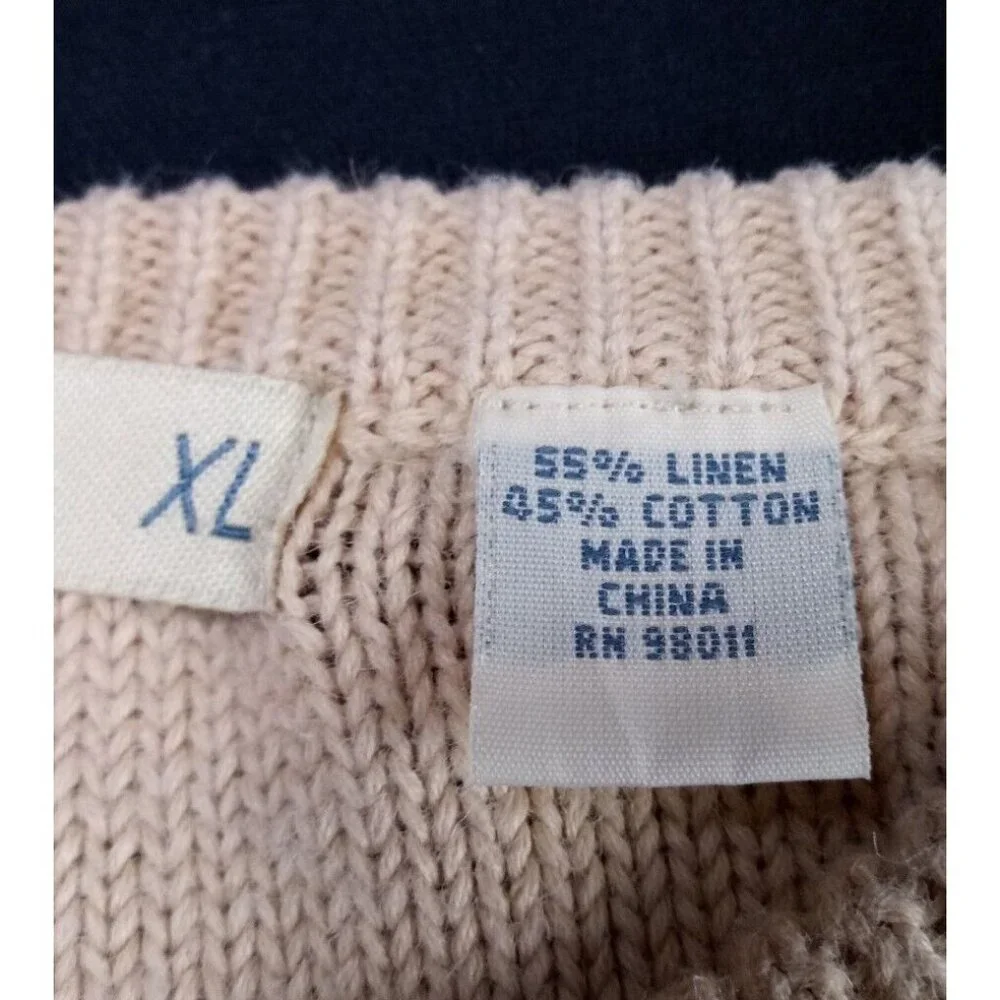 XL
55% LINEN
45% COTTON
MADE IN
CHINA
RN 98011